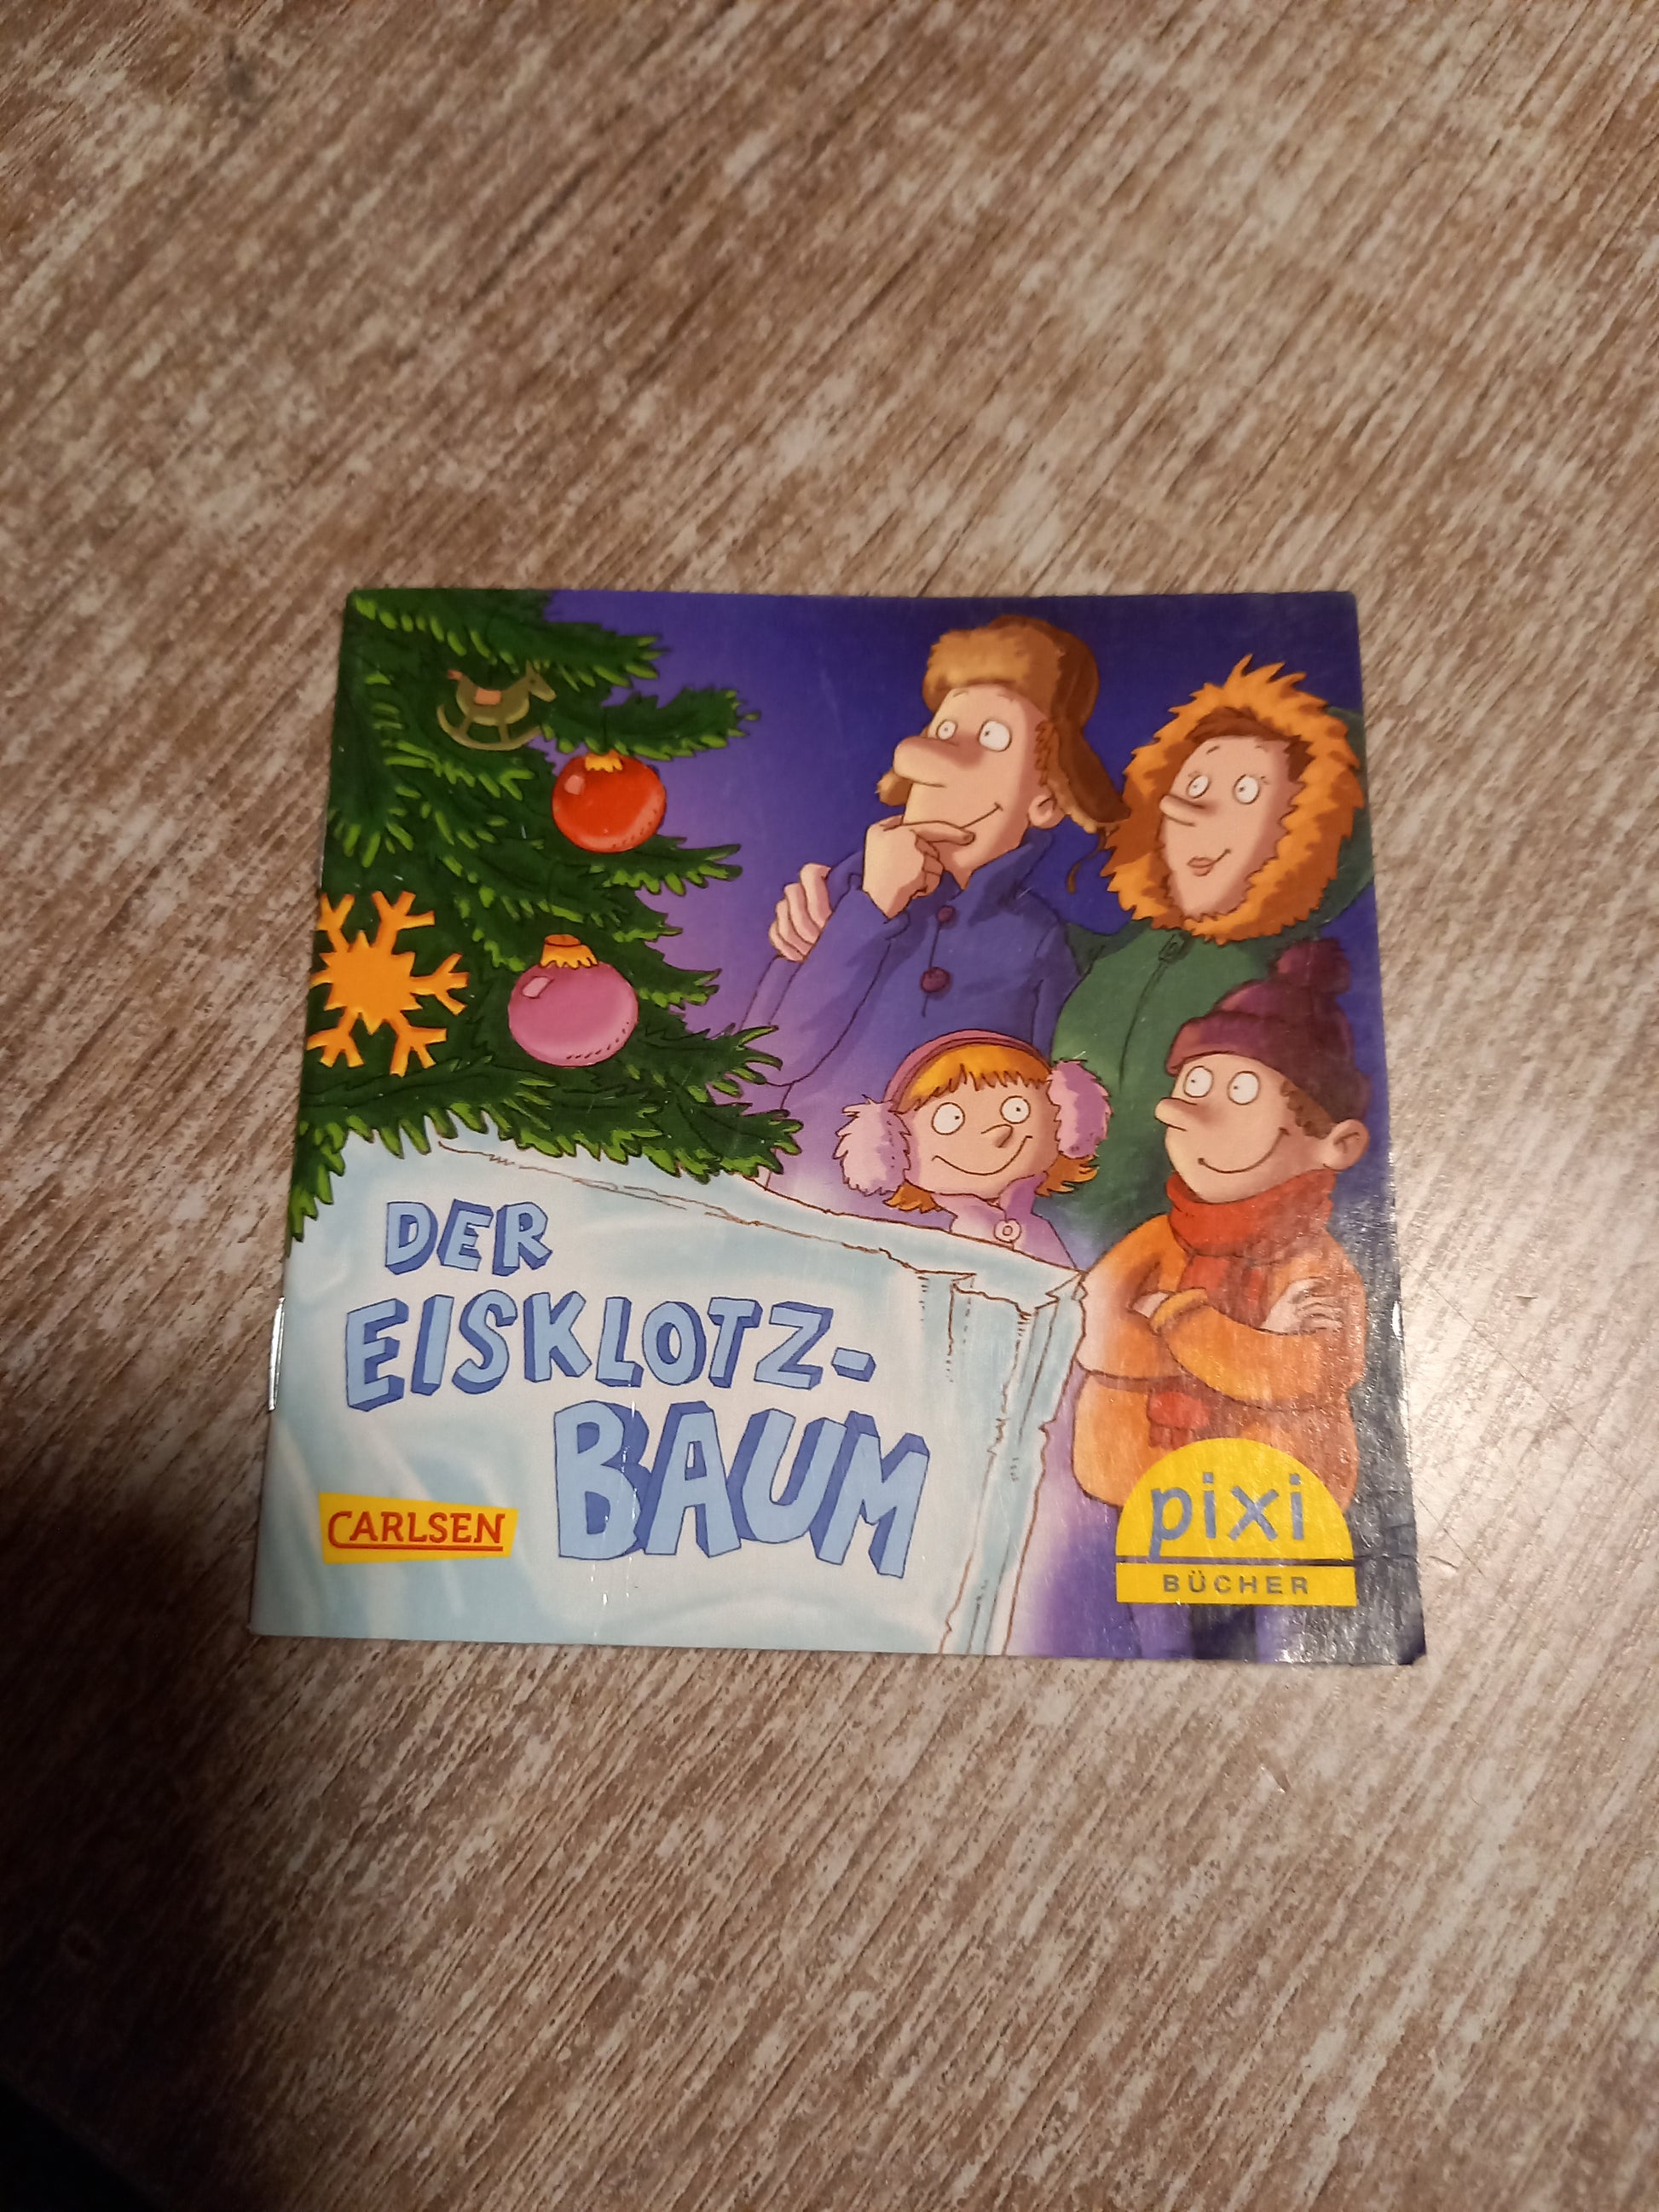 DER
EISKLOTZ-
BAUM
CARLSEN
pixi
BÜCHER